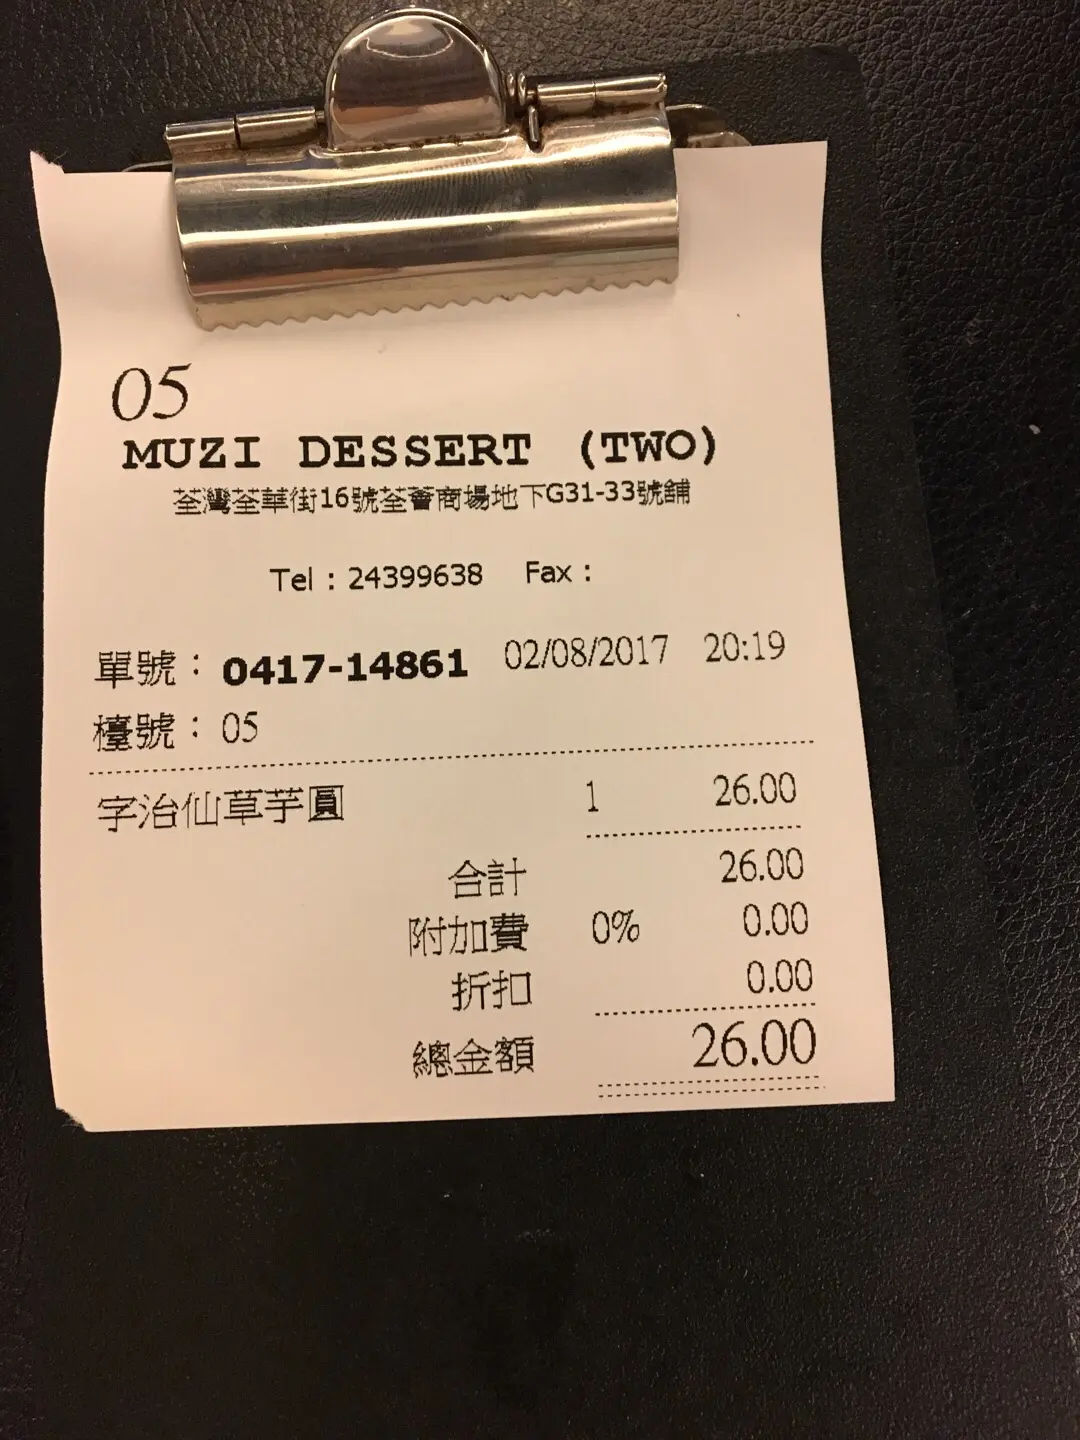 05
MUZI DESSERT (TWO)
荃灣荃華街16號荃薈商場地下G31-33號舖
Tel : 24399638 Fax :
單號： 0417-14861 02/08/2017 20:19
檯號： 05
字治仙草芋圓 1 26.00
合計 26.00
附加費 0% 0.00
折扣 0.00
總金額 26.00